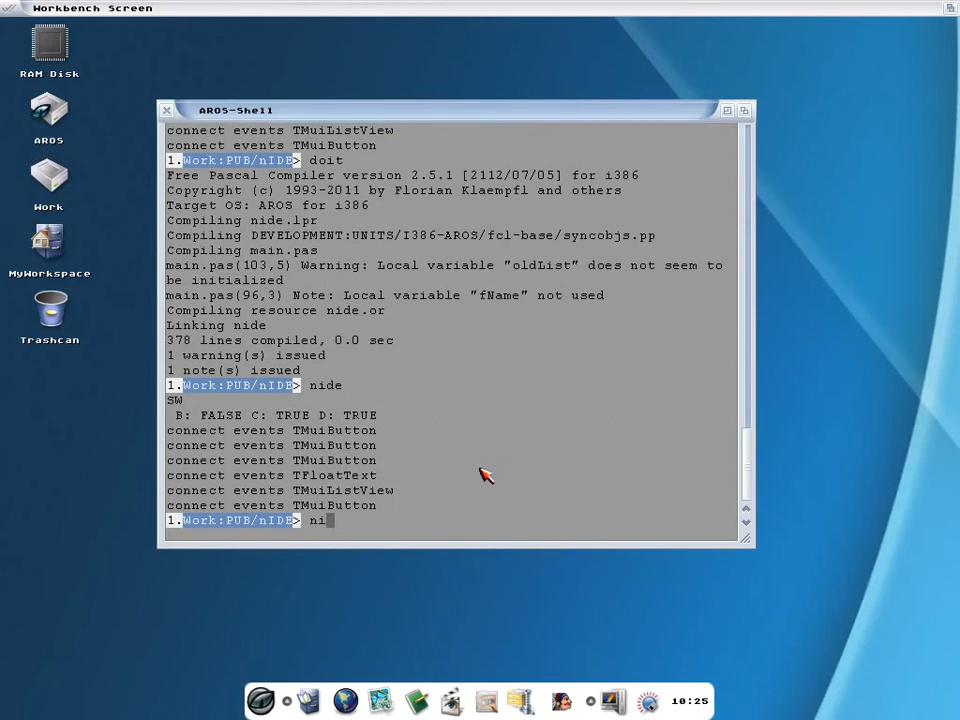 Workbench Screen
RAM Disk
AROS
Work
MyWorkspace
Trashcan
AROS-Shell
connect events TMuiListView
connect events TMuiButton
1.Work:PUB/nIDE> doit
Free Pascal Compiler version 2.5.1 [2112/07/05] for i386
Copyright (c) 1993-2011 by Florian Klaempfl and others
Target OS: AROS for i386
Compiling nide.lpr
Compiling DEVELOPMENT:UNITS/I386-AROS/fcl-base/syncobjs.pp
Compiling main.pas
main.pas(103,5) Warning: Local variable "oldList" does not seem to
be initialized
main.pas(96,3) Note: Local variable "fName" not used
Compiling resource nide.or
Linking nide
378 lines compiled, 0.0 sec
1 warning(s) issued
1 note(s) issued
1.Work:PUB/nIDE> nide
SW
B: FALSE C: TRUE D: TRUE
connect events TMuiButton
connect events TMuiButton
connect events TMuiButton
connect events TFloatText
connect events TMuiListView
connect events TMuiButton
1.Work:PUB/nIDE> ni
10:25